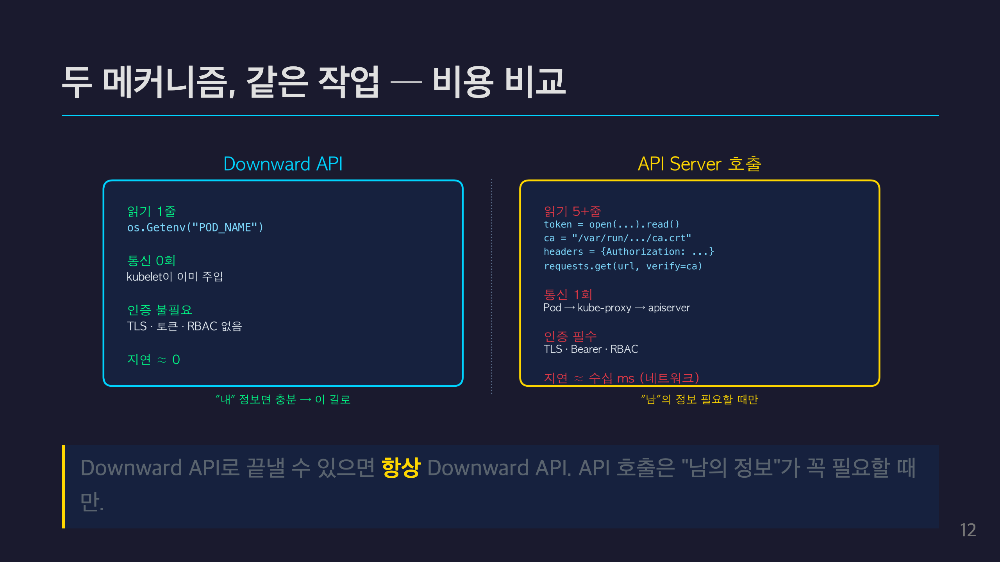 두 메커니즘, 같은 작업 — 비용 비교
Downward API
읽기 1줄
os.Getenv("POD_NAME")
통신 0회
kubelet이 이미 주입
인증 불필요
TLS · 토큰 · RBAC 없음
지연 ≈ 0
"내" 정보면 충분 → 이 길로
API Server 호출
읽기 5+줄
token = open(...).read()
ca = "/var/run/.../ca.crt"
headers = {Authorization: ...}
requests.get(url, verify=ca)
통신 1회
Pod → kube-proxy → apiserver
인증 필수
TLS · Bearer · RBAC
지연 ≈ 수십 ms (네트워크)
"남"의 정보 필요할 때만
Downward API로 끝낼 수 있으면 항상 Downward API. API 호출은 "남의 정보"가 꼭 필요할 때
만.
12